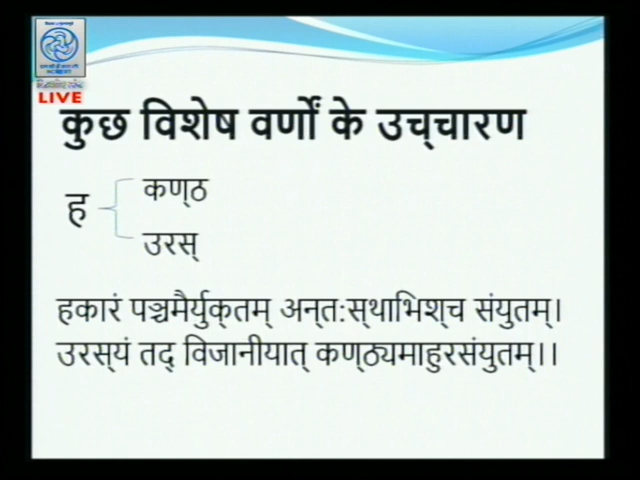 LIVE
कुछ विशेष वर्णों के उच्चारण
कण्ठ
ह
उरस्
हकारं पञ्चमैर्युक्तम् अन्तःस्थाभिश्च संयुतम्।
उरस्यं तद् विजानीयात् कण्ठ्यमाहुरसंयुतम्।।